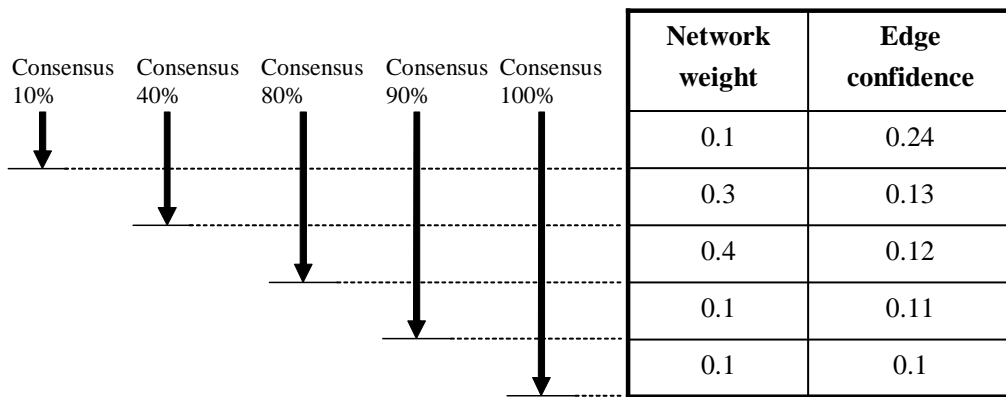 Consensus 10%
Consensus 40%
Consensus 80%
Consensus 90%
Consensus 100%
Network weight
Edge confidence
0.1 0.24
0.3 0.13
0.4 0.12
0.1 0.11
0.1 0.1